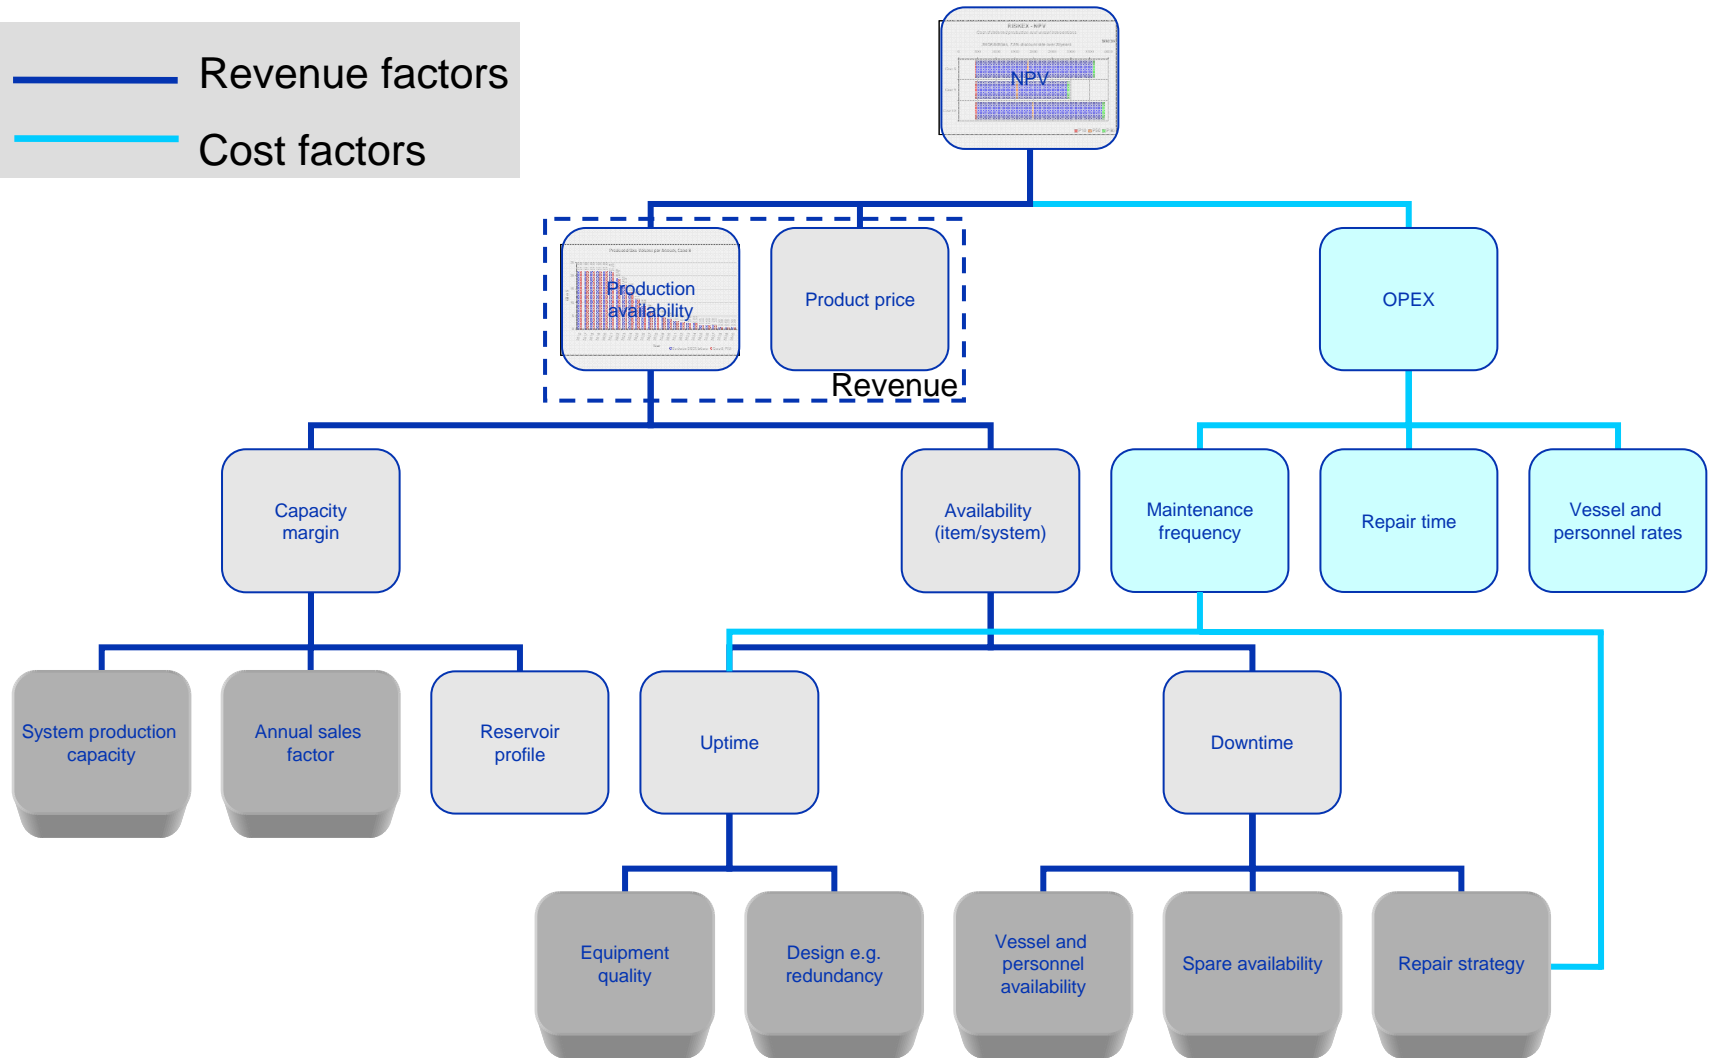 Revenue factors
Cost factors
RISKEX - NPV
NPV
Production
availability
Product price
OPEX
Revenue
Capacity
margin
Availability
(item/system)
Maintenance
frequency
Repair time
Vessel and
personnel rates
System production
capacity
Annual sales
factor
Reservoir
profile
Uptime
Downtime
Equipment
quality
Design e.g.
redundancy
Vessel and
personnel
availability
Spare availability
Repair strategy